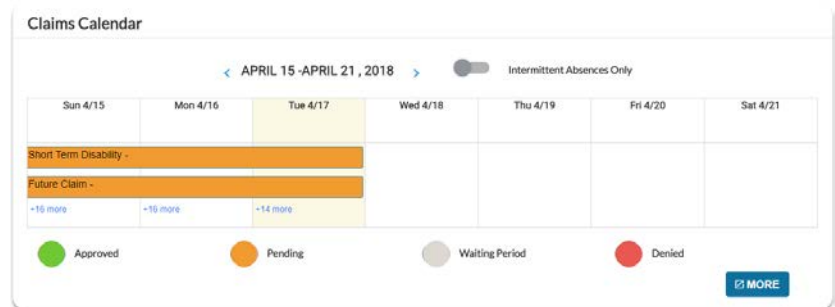 Claims Calendar
APRIL 15 -APRIL 21 , 2018
Intermittent Absences Only
Sun 4/15 Mon 4/16 Tue 4/17 Wed 4/18 Thu 4/19 Fri 4/20 Sat 4/21
Short Term Disability -
Future Claim -
+16 more +16 more +14 more
Approved Pending Waiting Period Denied
MORE